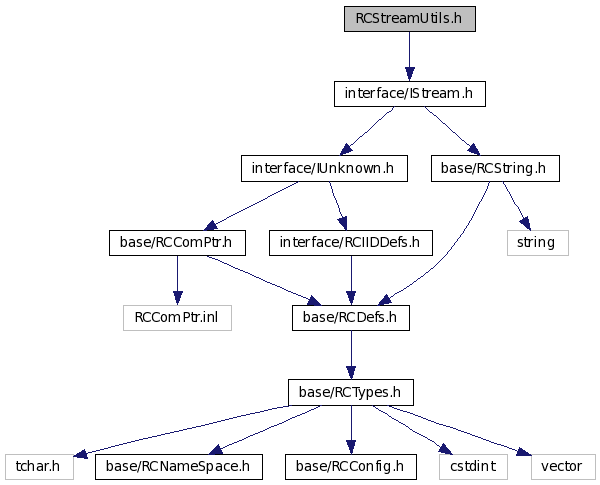 RCStreamUtils.h
interface/IStream.h
interface/IUnknown.h
base/RCString.h
base/RCComPtr.h
interface/RCIIDDefs.h
string
RCComPtr.inl
base/RCDefs.h
base/RCTypes.h
tchar.h
base/RCNameSpace.h
base/RCConfig.h
cstdint
vector